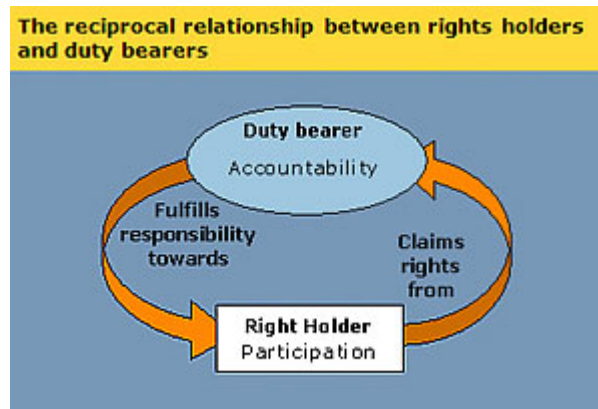 The reciprocal relationship between rights holders
and duty bearers
Duty bearer
Accountability
Fulfills
responsibility
towards
Claims
rights
from
Right Holder
Participation